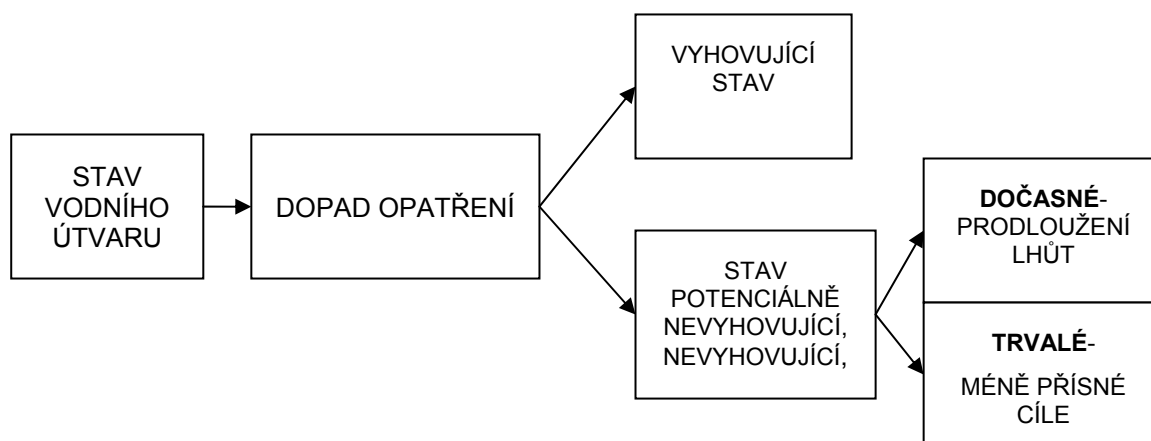 STAV
VODNÍHO
ÚTVARU
DOPAD OPATŘENÍ
VYHOVUJÍCÍ
STAV
STAV
POTENCIÁLNĚ
NEVYHOVUJÍCÍ,
NEVYHOVUJÍCÍ,
DOČASNÉ-
PRODLOUŽENÍ
LHŮT
TRVALÉ-
MÉNĚ PŘÍSNÉ
CÍLE